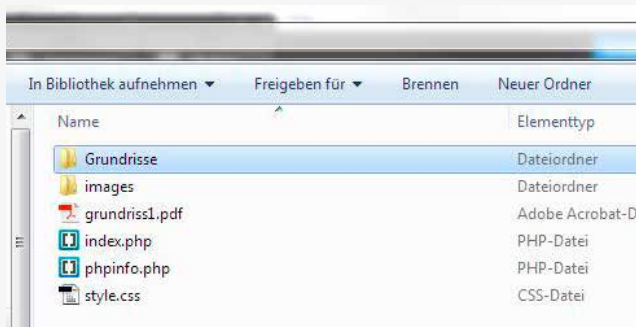 In Bibliothek aufnehmen Freigeben für Brennen Neuer Ordner
Name Elementtyp
Grundrisse Dateiordner
images Dateiordner
grundriss1.pdf Adobe Acrobat-D
index.php PHP-Datei
phpinfo.php PHP-Datei
style.css CSS-Datei